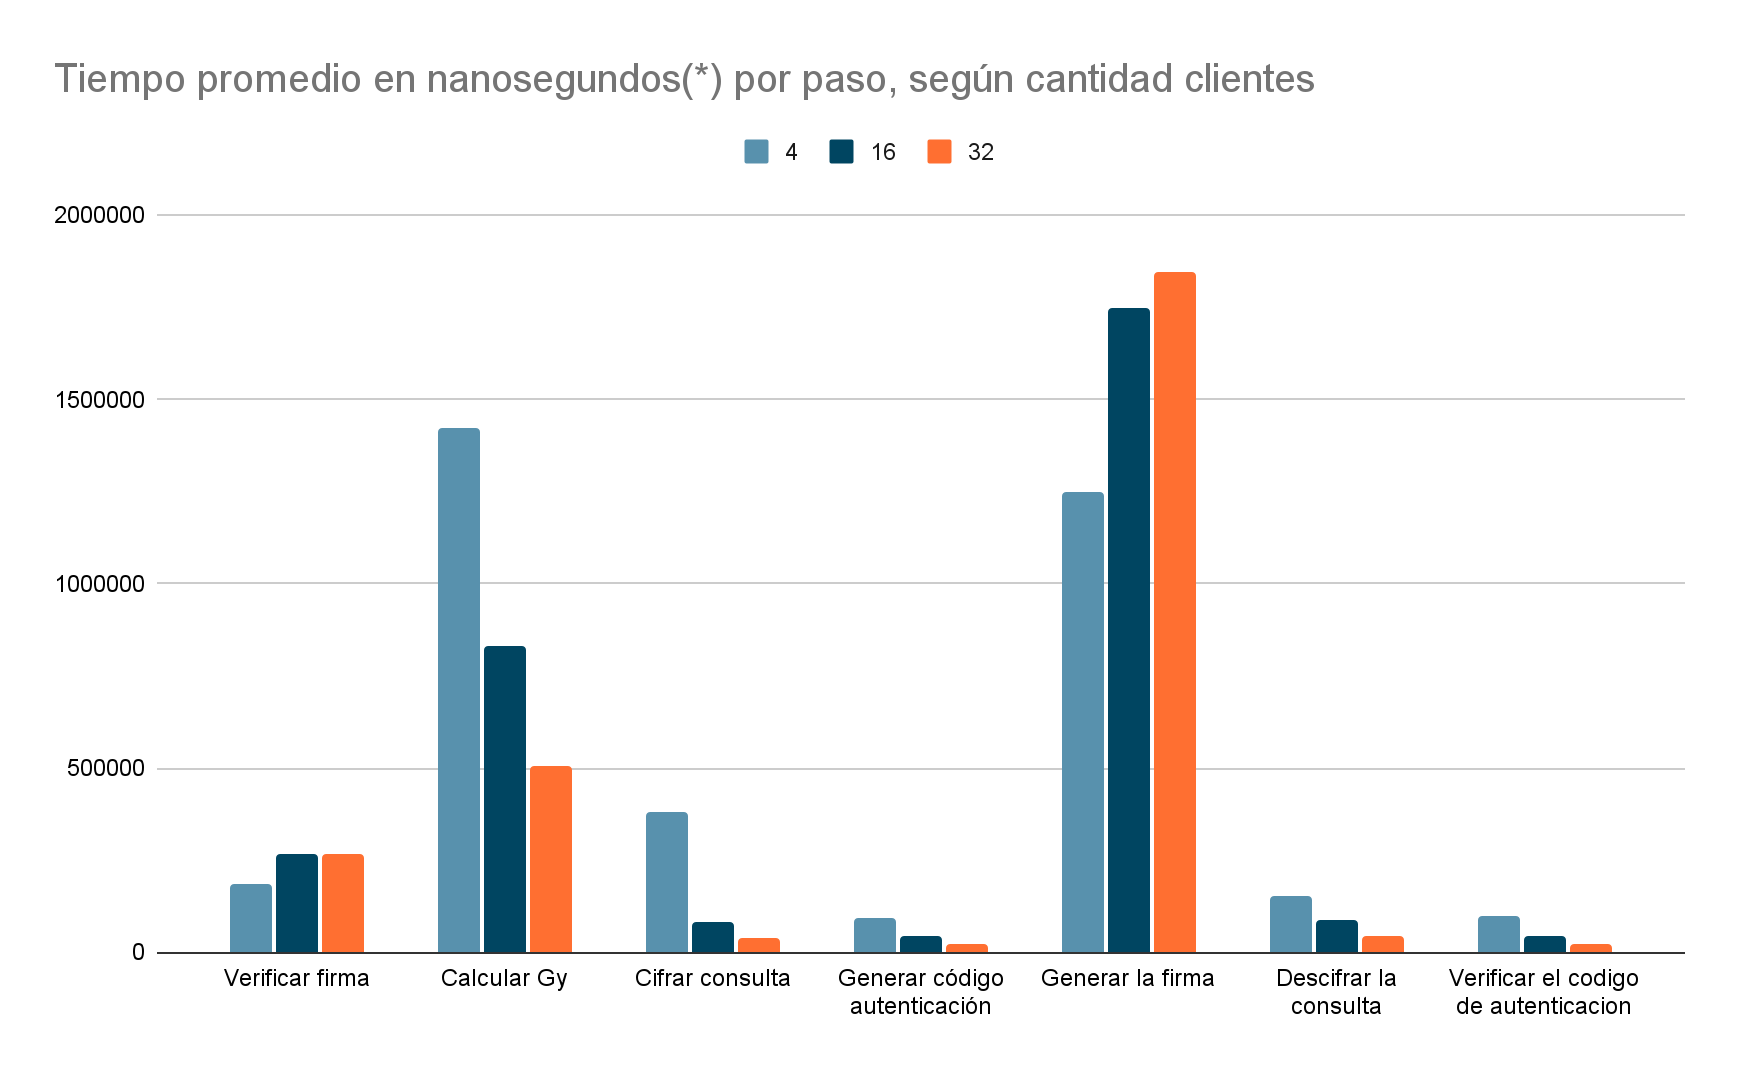 Tiempo promedio en nanosegundos(*) por paso, según cantidad clientes
4 16 32
2000000
1500000
1000000
500000
0
Verificar firma
Calcular Gy
Cifrar consulta
Generar código
autenticación
Generar la firma
Descifrar la
consulta
Verificar el codigo
de autenticacion